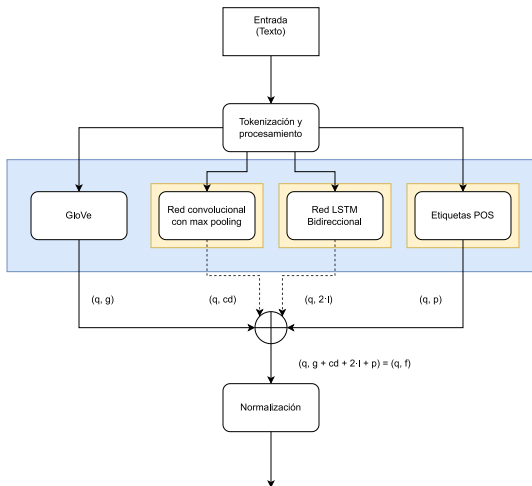 Entrada
(Texto)
Tokenización y
procesamiento
GloVe
Red convolucional
con max pooling
Red LSTM
Bidireccional
Etiquetas POS
(q, g)
(q, cd)
(q, 2·l)
(q, p)
(q, g + cd + 2·l + p) = (q, f)
Normalización